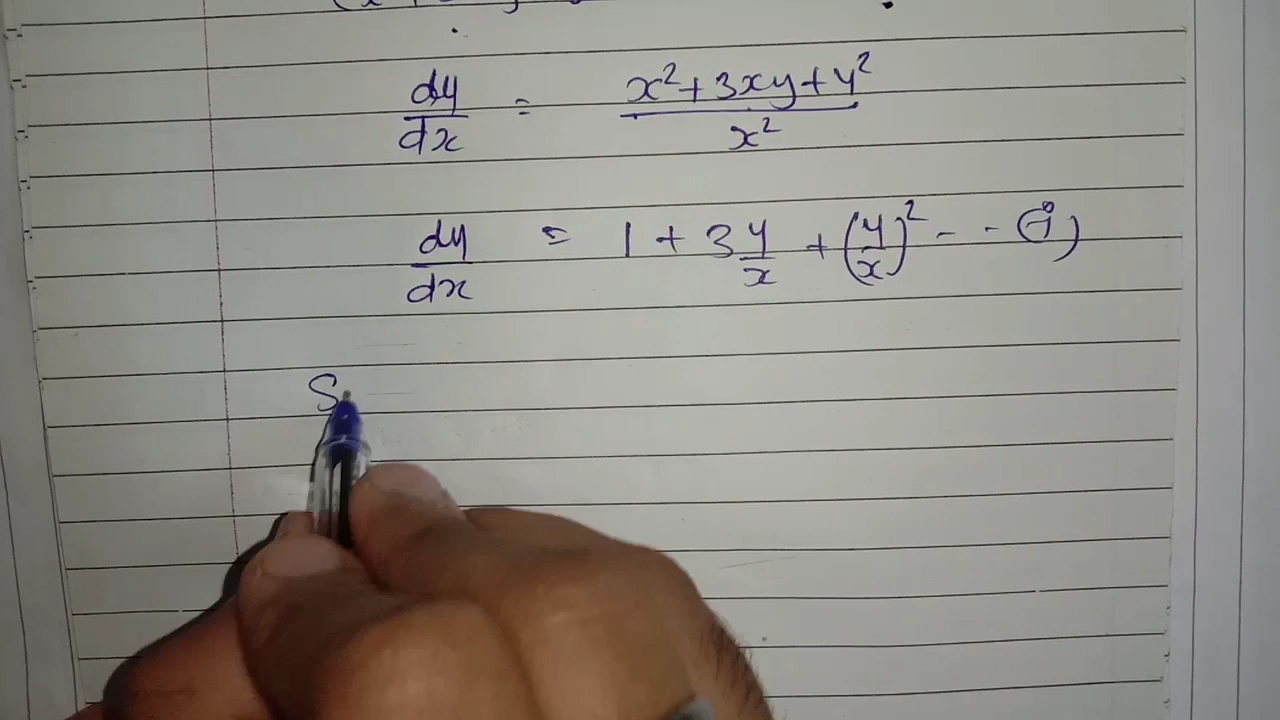 dy/dx = x²+3xy+y² / x²
dy/dx = 1 + 3 y/x + (y/x)² - - (i)
S